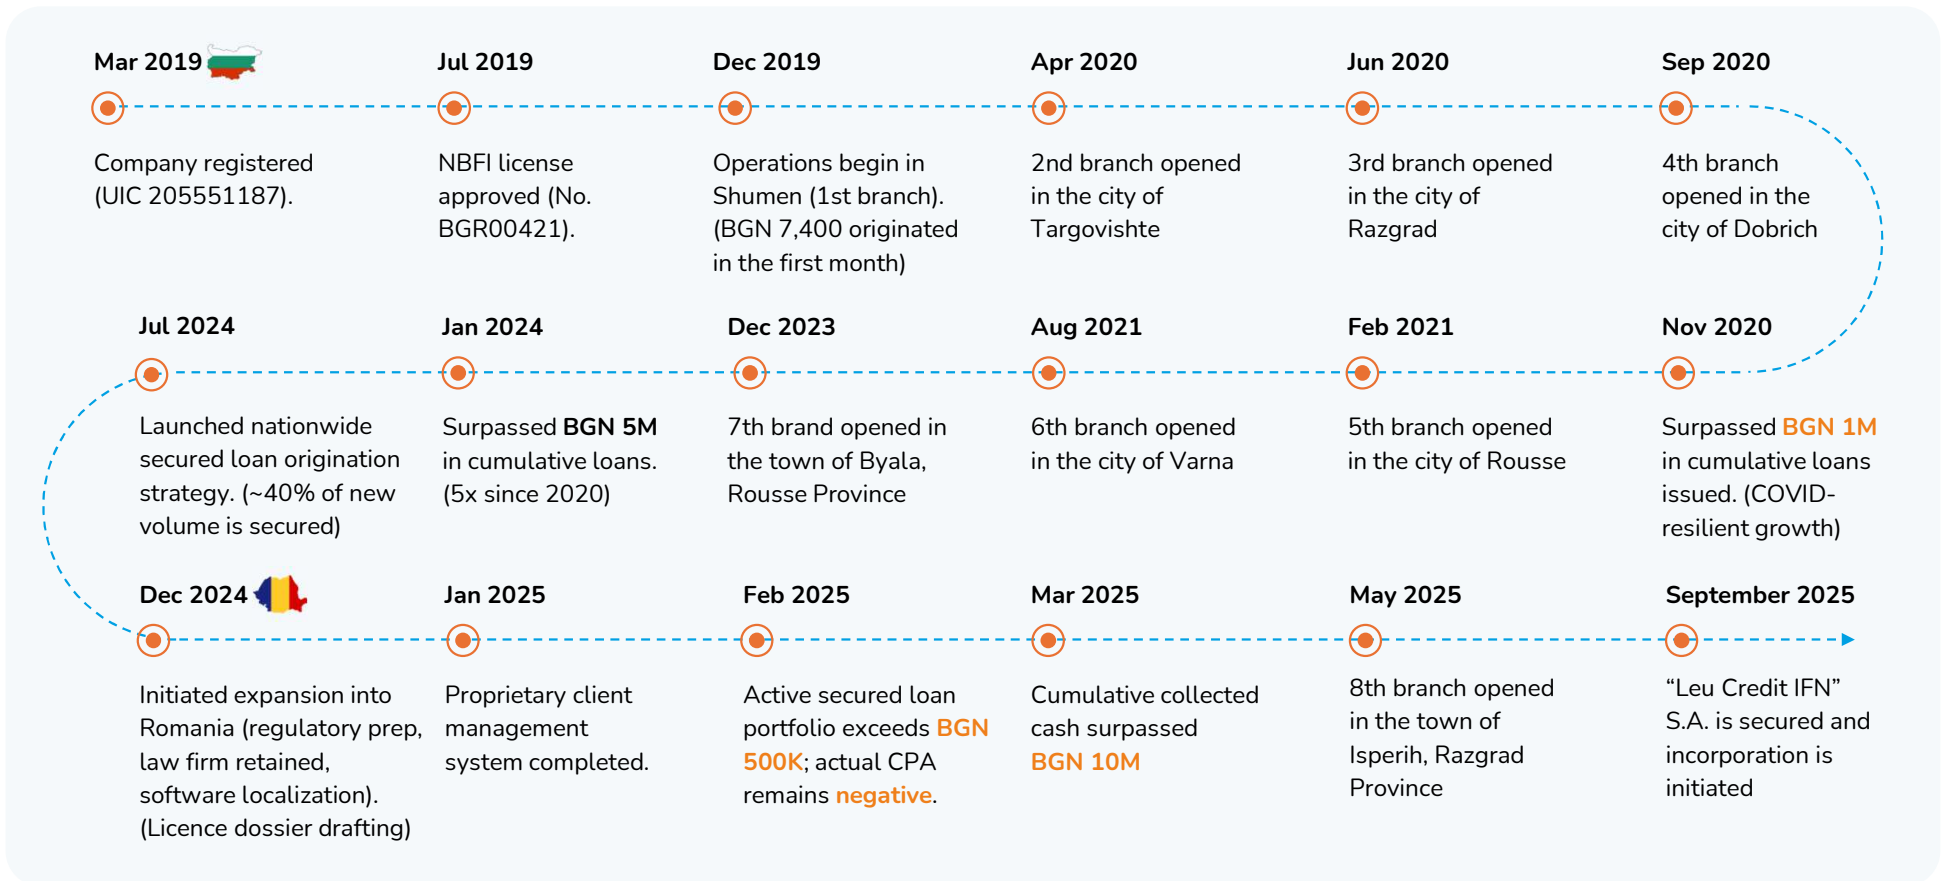 Mar 2019
Company registered
(UIC 205551187).
Jul 2019
NBFI license
approved (No.
BGR00421).
Dec 2019
Operations begin in
Shumen (1st branch).
(BGN 7,400 originated
in the first month)
Apr 2020
2nd branch opened
in the city of
Targovishte
Jun 2020
3rd branch opened
in the city of
Razgrad
Sep 2020
4th branch
opened in the
city of Dobrich
Nov 2020
Surpassed BGN 1M
in cumulative loans
issued. (COVID-
resilient growth)
Feb 2021
5th branch opened
in the city of Rousse
Aug 2021
6th branch opened
in the city of Varna
Dec 2023
7th brand opened in
the town of Byala,
Rousse Province
Jan 2024
Surpassed BGN 5M
in cumulative loans.
(5x since 2020)
Jul 2024
Launched nationwide
secured loan origination
strategy. (~40% of new
volume is secured)
Dec 2024
Initiated expansion into
Romania (regulatory prep,
law firm retained,
software localization).
(Licence dossier drafting)
Jan 2025
Proprietary client
management
system completed.
Feb 2025
Active secured loan
portfolio exceeds BGN
500K; actual CPA
remains negative.
Mar 2025
Cumulative collected
cash surpassed
BGN 10M
May 2025
8th branch opened
in the town of
Isperih, Razgrad
Province
September 2025
“Leu Credit IFN”
S.A. is secured and
incorporation is
initiated